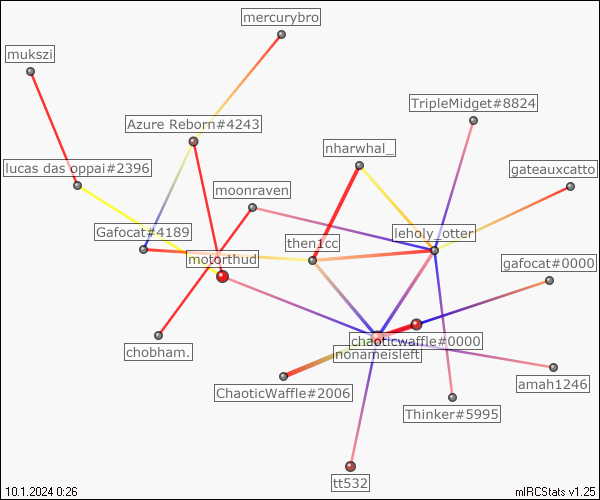 mercurybro
mukszi
TripleMidget#8824
Azure Reborn#4243
nharwhal_
lucas das oppai#2396
gateauxcatto
moonraven
Gafocat#4189
leholy_otter
then1cc
motorthud
gafocat#0000
chaoticwaffle#0000
chobham.
nonameisleft
amah1246
ChaoticWaffle#2006
Thinker#5995
tt532
10.1.2024 0:26
mIRCStats v1.25